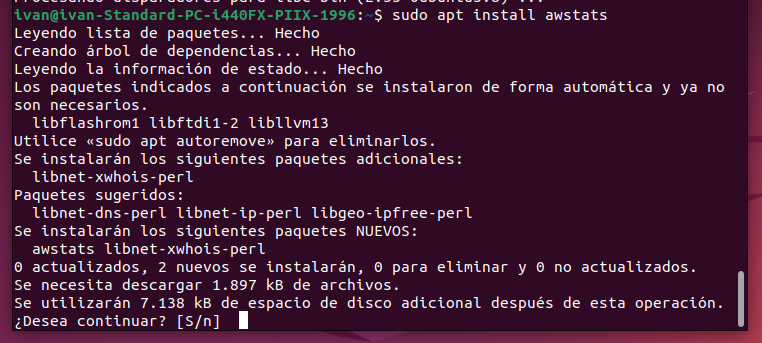 ivan@ivan-Standard-PC-i440FX-PIIX-1996:~$ sudo apt install awstats
Leyendo lista de paquetes... Hecho
Creando árbol de dependencias... Hecho
Leyendo la información de estado... Hecho
Los paquetes indicados a continuación se instalaron de forma automática y ya no
son necesarios.
  libflashrom1 libftdi1-2 libllvm13
Utilice «sudo apt autoremove» para eliminarlos.
Se instalarán los siguientes paquetes adicionales:
  libnet-xwhois-perl
Paquetes sugeridos:
  libnet-dns-perl libnet-ip-perl libgeo-ipfree-perl
Se instalarán los siguientes paquetes NUEVOS:
  awstats libnet-xwhois-perl
0 actualizados, 2 nuevos se instalarán, 0 para eliminar y 0 no actualizados.
Se necesita descargar 1.897 kB de archivos.
Se utilizarán 7.138 kB de espacio de disco adicional después de esta operación.
¿Desea continuar? [S/n]